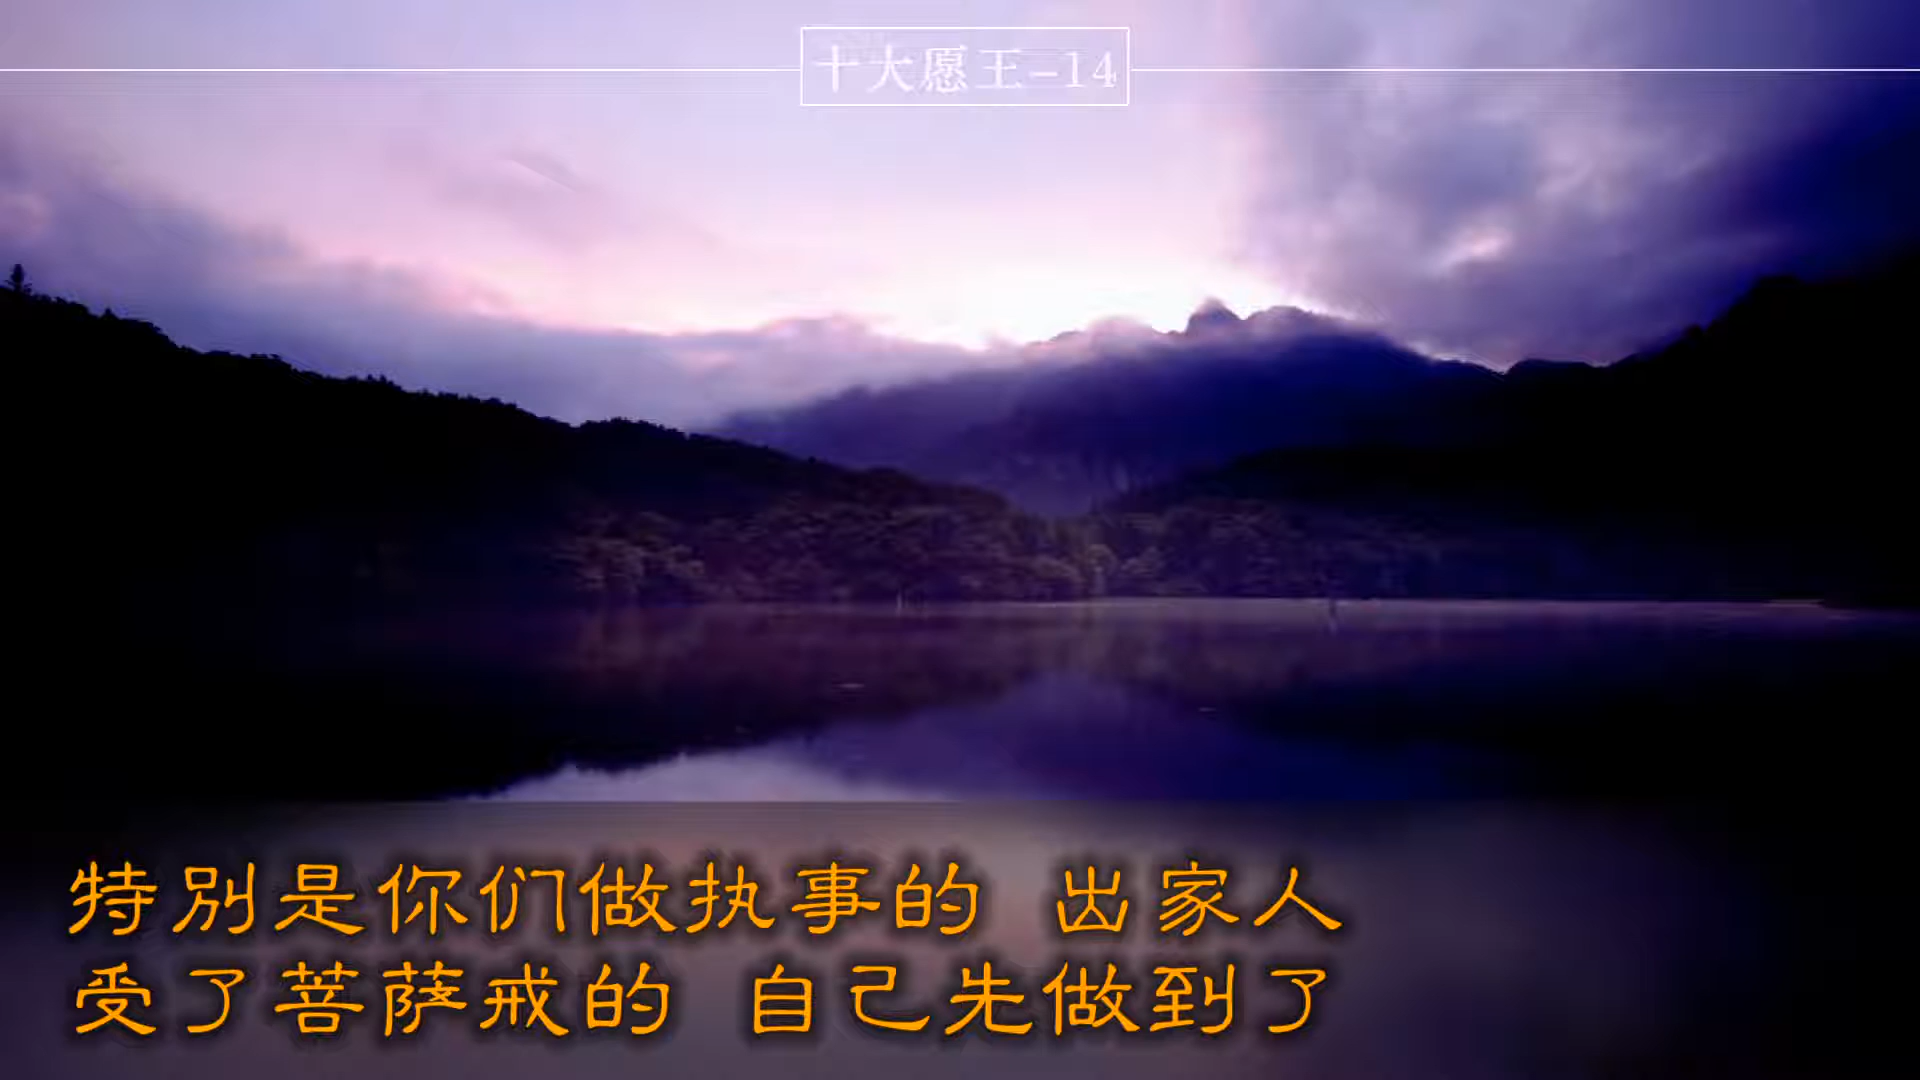 十大愿王-14
特别是你们做执事的 出家人
受了菩萨戒的 自己先做到了